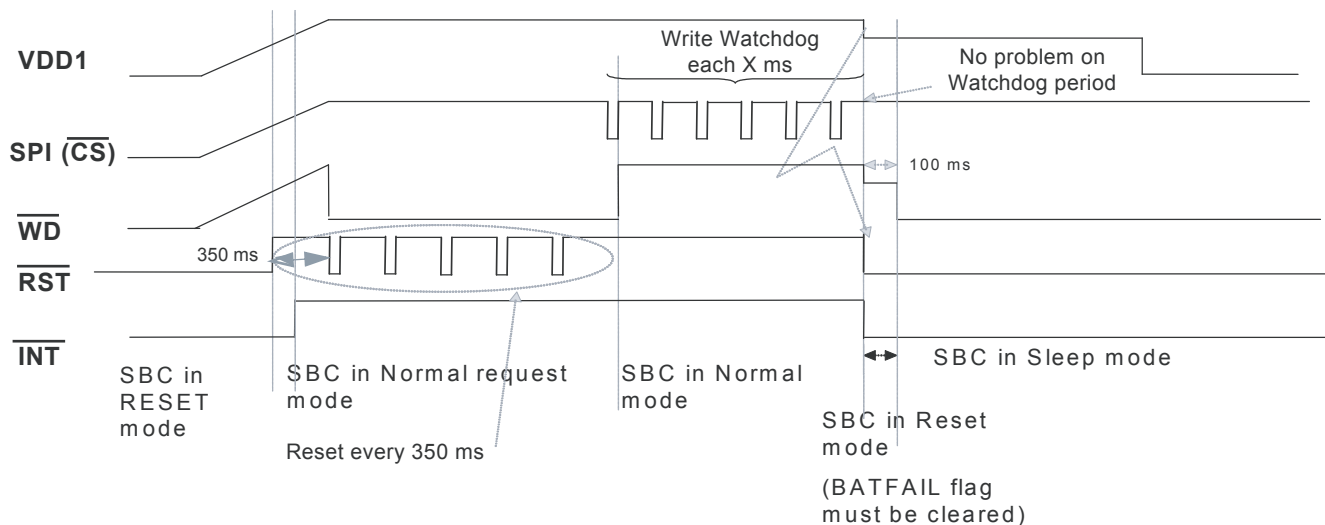 VDD1
Write Watchdog
each X ms
No problem on
Watchdog period
SPI (CS)
100 ms
WD
350 ms
RST
INT
SBC in
RESET
mode
SBC in Normal request
mode
SBC in Normal
mode
SBC in Sleep mode
SBC in Reset
mode
Reset every 350 ms
(BATFAIL flag
must be cleared)